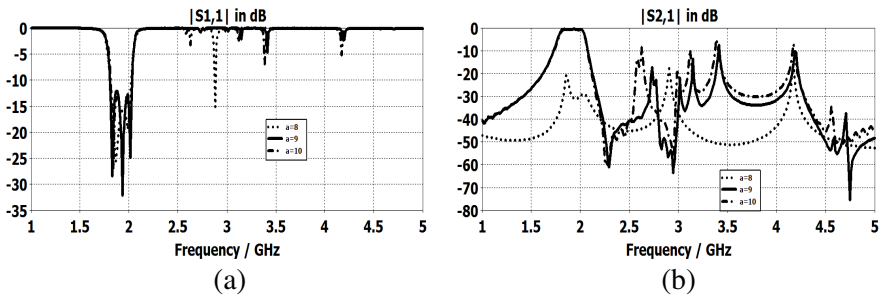 |S1,1| in dB
0
-5
-10
-15
-20
-25
-30
-35
1
1.5
2
2.5
3
3.5
4
4.5
5
a=8
a=9
a=10
Frequency / GHz
(a)
|S2,1| in dB
0
-10
-20
-30
-40
-50
-60
-70
-80
1
1.5
2
2.5
3
3.5
4
4.5
5
a=8
a=9
a=10
Frequency / GHz
(b)